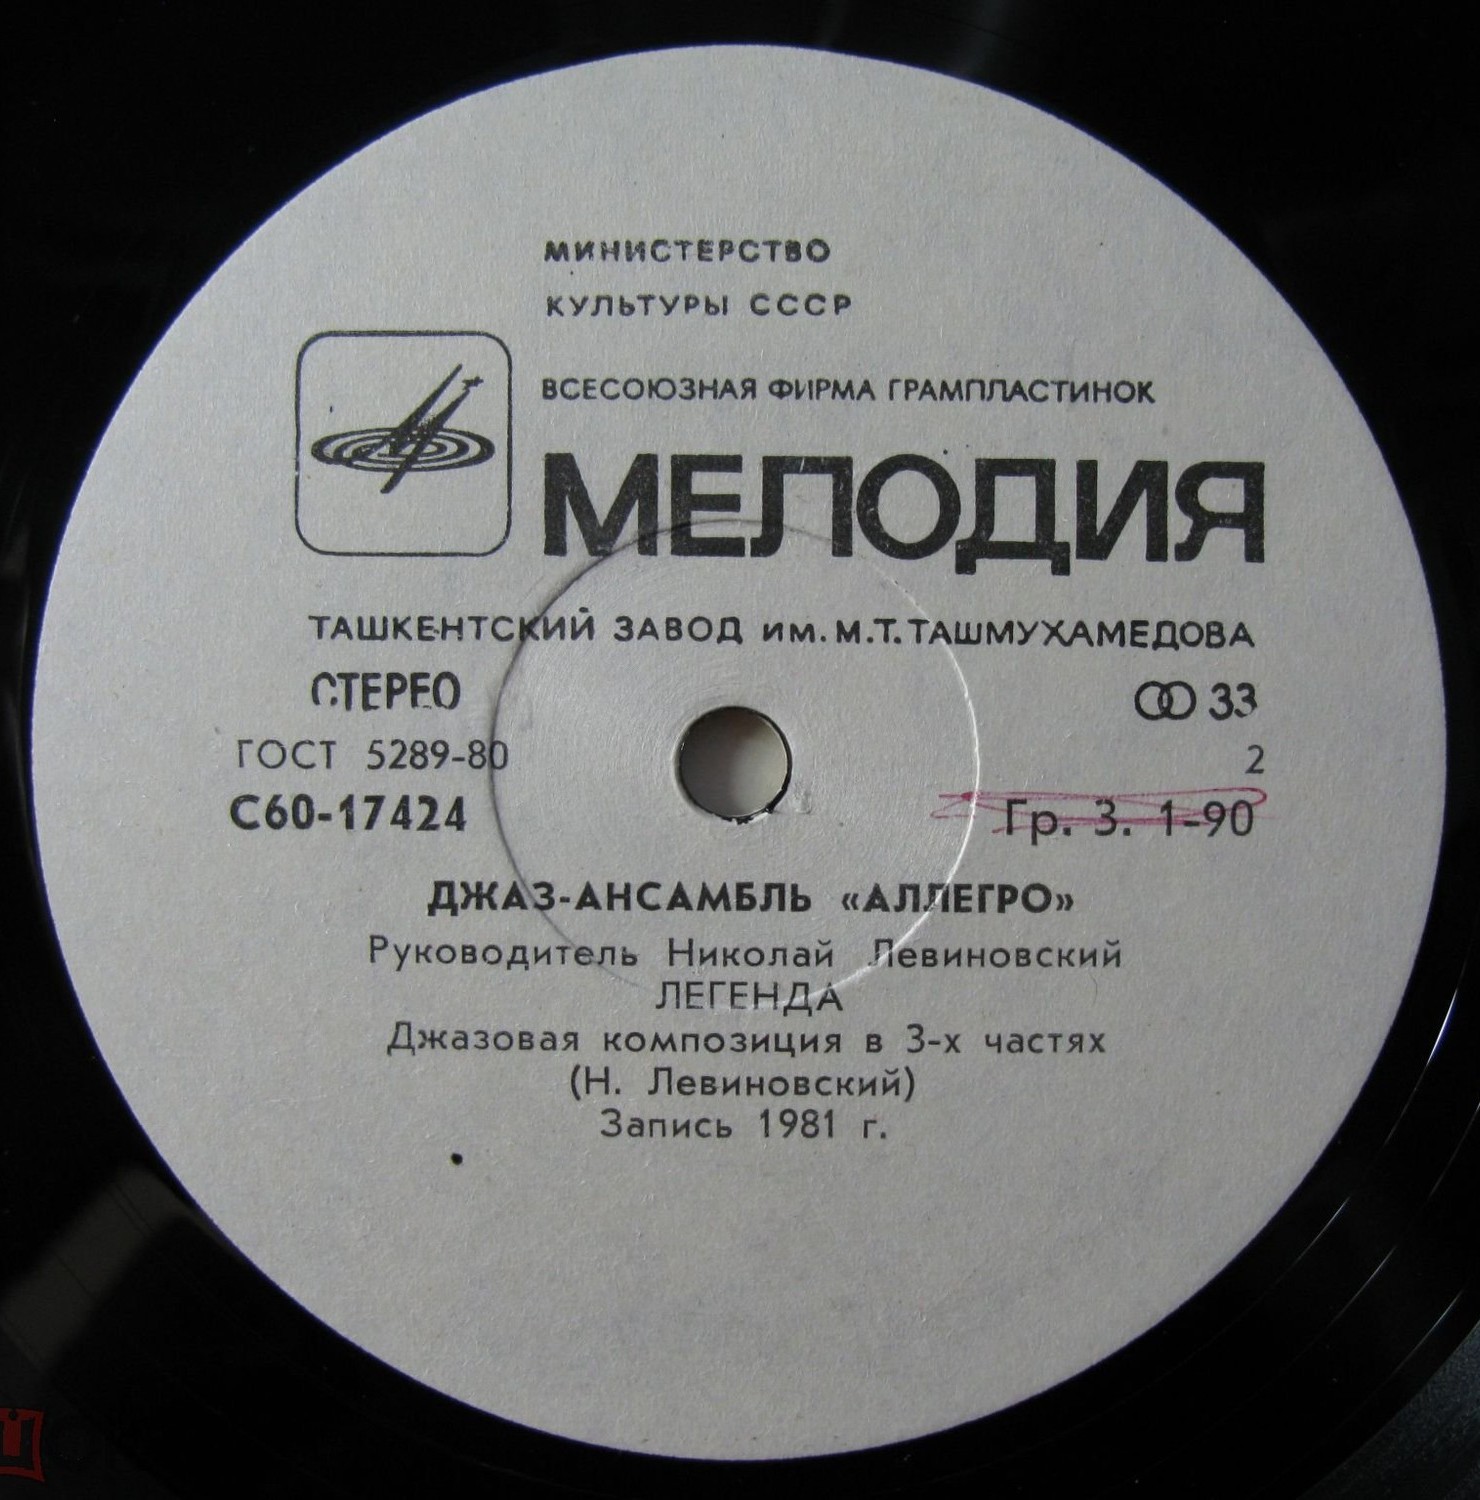 МИНИСТЕРСТВО
КУЛЬТУРЫ СССР
ВСЕСОЮЗНАЯ ФИРМА ГРАМПЛАСТИНОК
МЕЛОДИЯ
ТАШКЕНТСКИЙ ЗАВОД им. М.Т. ТАШМУХАМЕДОВА
СТЕРЕО 33
ГОСТ 5289-80 2
С60-17424 Гр. 3. 1-90
ДЖАЗ-АНСАМБЛЬ «АЛЛЕГРО»
Руководитель Николай Левиновский
ЛЕГЕНДА
Джазовая композиция в 3-х частях
(Н. Левиновский)
Запись 1981 г.